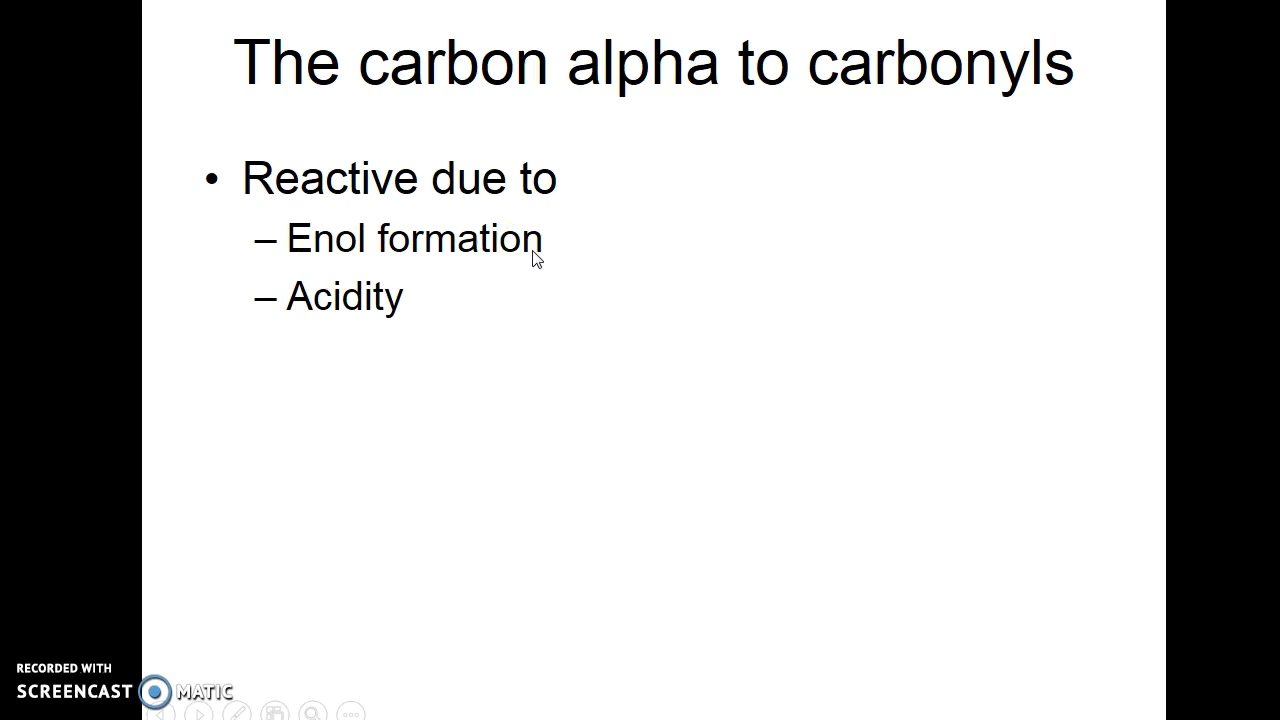 The carbon alpha to carbonyls
• Reactive due to
– Enol formation
– Acidity
RECORDED WITH
SCREENCAST MATIC